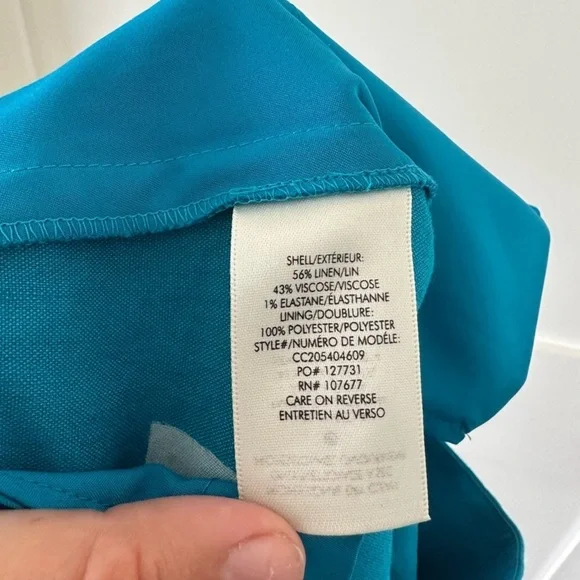 SHELL/EXTÉRIEUR:
56% LINEN/LIN
43% VISCOSE/VISCOSE
1% ELASTANE/ÉLASTHANNE
LINING/DOUBLURE:
100% POLYESTER/POLYESTER
STYLE#/NUMÉRO DE MODÈLE:
CC205404609
PO# 127731
RN# 107677
CARE ON REVERSE
ENTRETIEN AU VERSO